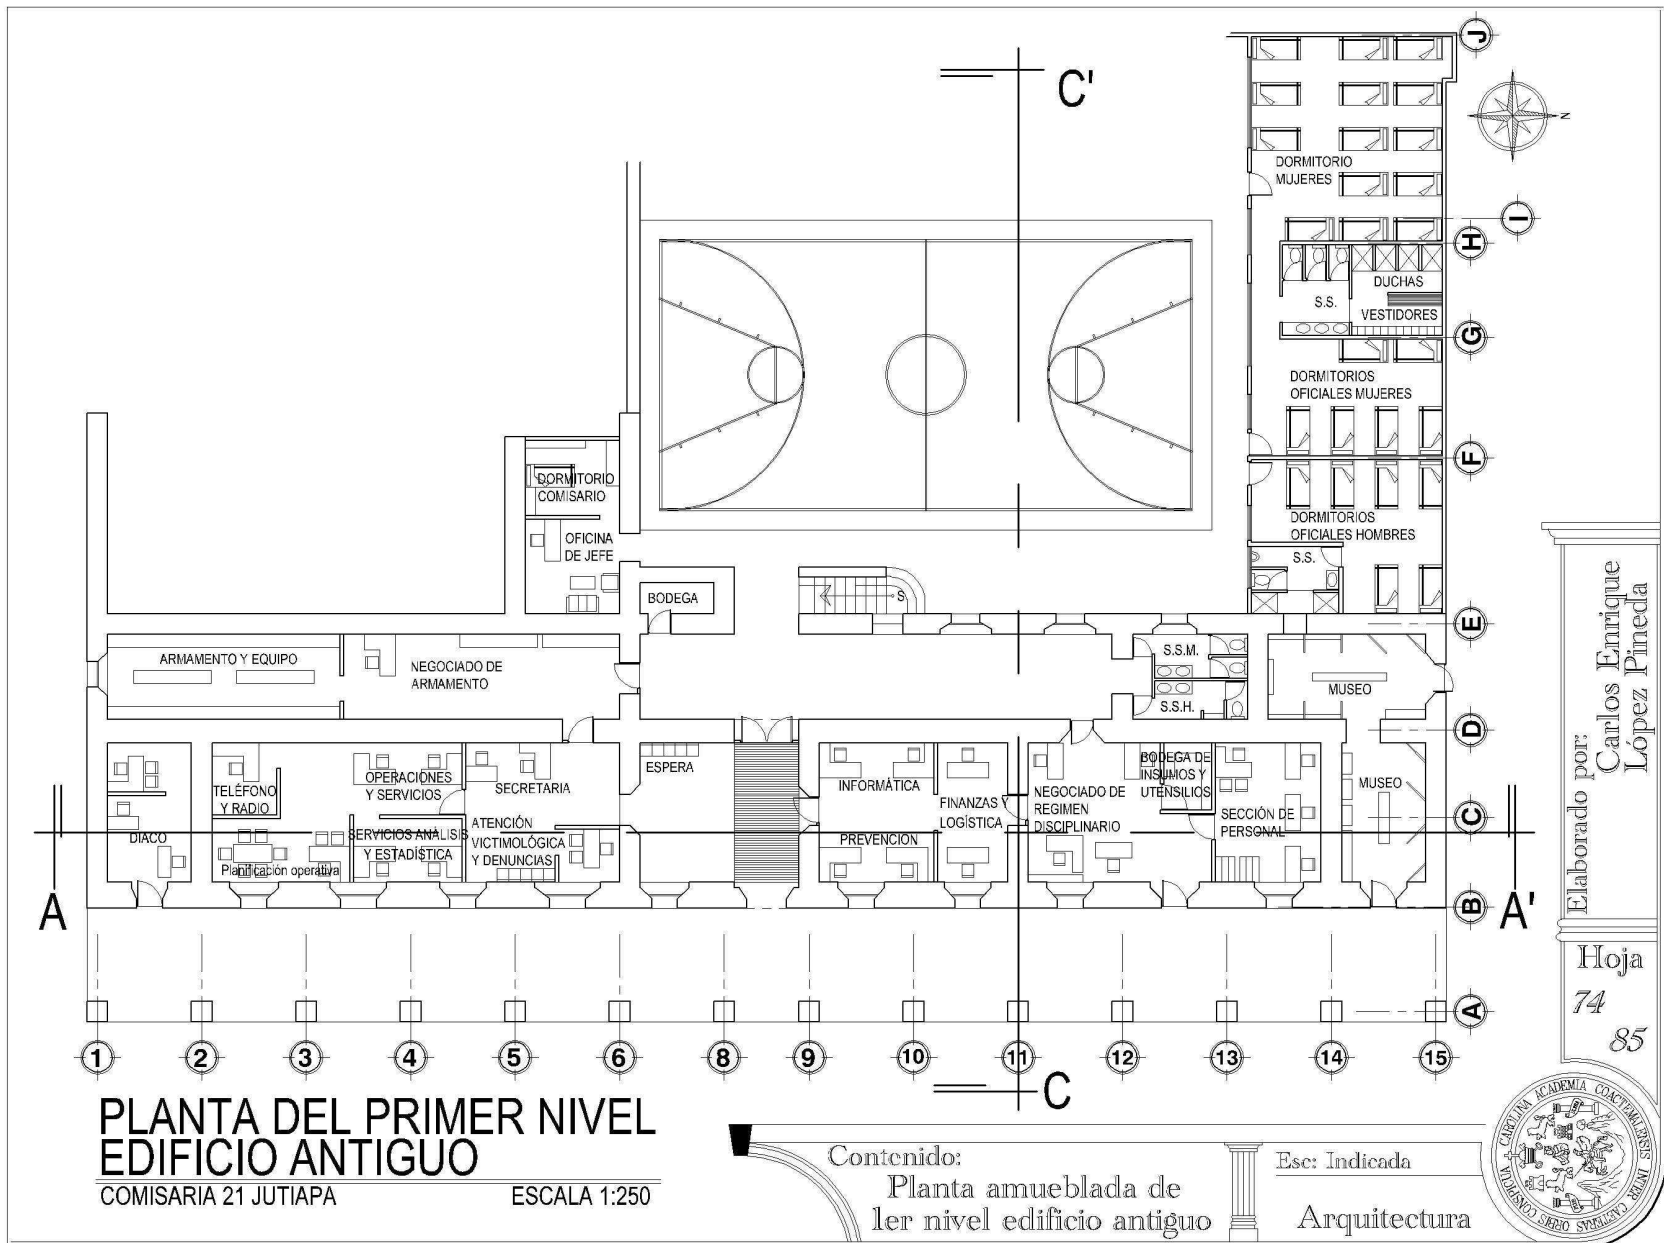 C'
J
N
DORMITORIO
MUJERES
I
H
DUCHAS
S.S.
VESTIDORES
G
DORMITORIOS
OFICIALES MUJERES
F
DORMITORIO
COMISARIO
DORMITORIOS
OFICIALES HOMBRES
OFICINA
DE JEFE
S.S.
BODEGA
S
E
ARMAMENTO Y EQUIPO
NEGOCIADO DE
ARMAMENTO
S.S.M.
S.S.H.
MUSEO
D
TELÉFONO
Y RADIO
OPERACIÓNES
Y SERVICIOS
SECRETARIA
ESPERA
INFORMÁTICA
FINANZAS Y
LOGÍSTICA
NEGOCIADO DE
REGIMEN
DISCIPLINARIO
BODEGA DE
INSUMOS Y
UTENSILIOS
SECCIÓN DE
PERSONAL
MUSEO
C
DIACO
SERVICIOS ANÁLISIS
Y ESTADÍSTICA
ATENCIÓN
VICTIMOLÓGICA
Y DENUNCIAS
PREVENCION
Planificación operativa
A
A'
B
A
1 2 3 4 5 6 8 9 10 11 12 13 14 15
C
PLANTA DEL PRIMER NIVEL
EDIFICIO ANTIGUO
COMISARIA 21 JUTIAPA ESCALA 1:250
Elaborado por:
Carlos Enrique
López Pineda
Hoja
74
85
Contenido:
Planta amueblada de
1er nivel edificio antiguo
Esc: Indicada
Arquitectura
CAROLINA ACADEMIA COACTEMALENSIS INTER CAETERAS ORBIS CONSPICUA